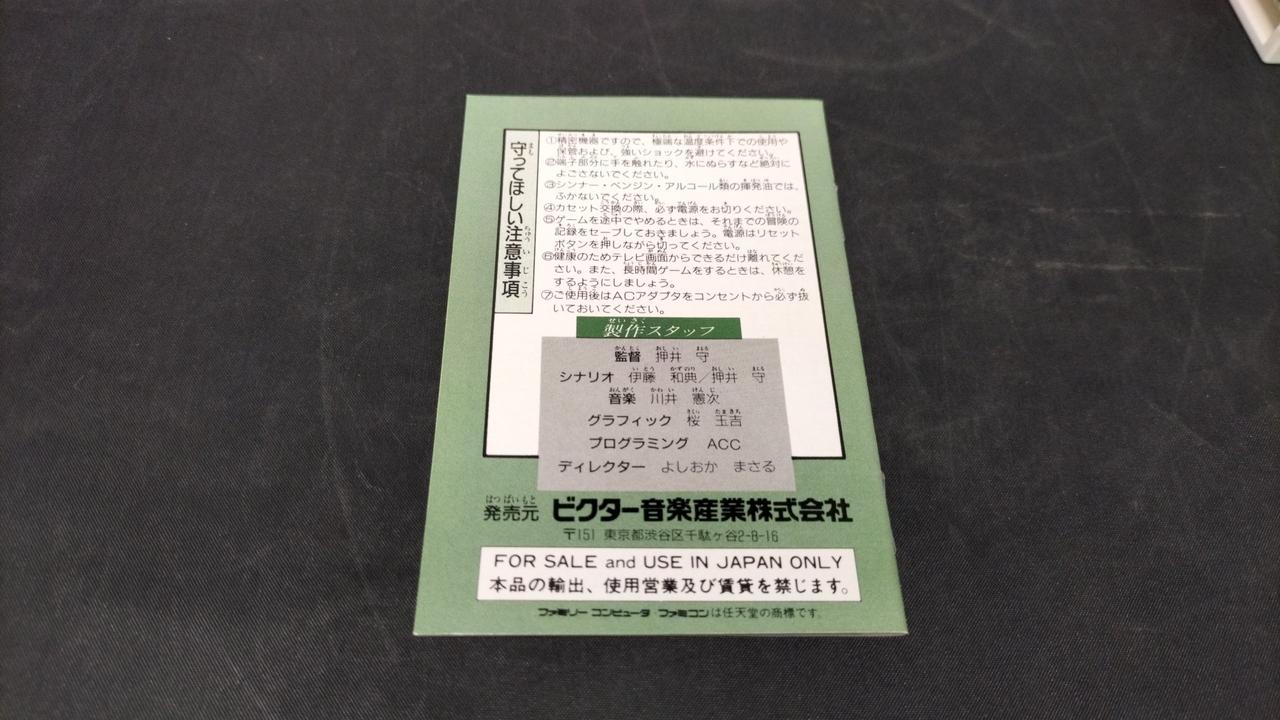 守ってほしい注意事項
①精密機器ですので、極端な温度条件下での使用や
保管および、強いショックを避けてください。
②端子部分に手を触れたり、水にぬらすなど絶対に
よごさないでください。
③シンナー・ベンジン・アルコール類の揮発油では、
ふかないでください。
④カセット交換の際、必ず電源をお切りください。
⑤ゲームを途中でやめるときは、それまでの冒険の
記録をセーブしておきましょう。電源はリセット
ボタンを押しながら切ってください。
⑥健康のためテレビ画面からできるだけ離れてくだ
さい。また、長時間ゲームをするときは、休憩を
するようにしましょう。
⑦ご使用後はACアダプタをコンセントから必ず抜
いておいてください。
製作スタッフ
監督 押井 守
シナリオ 伊藤 和典/押井 守
音楽 川井 憲次
グラフィック 桜 玉吉
プログラミング ACC
ディレクター よしおか まさる
発売元 ビクター音楽産業株式会社
〒151 東京都渋谷区千駄ヶ谷2-8-16
FOR SALE and USE IN JAPAN ONLY
本品の輸出、使用営業及び賃貸を禁じます。
ファミリーコンピュータ ファミコンは任天堂の商標です。